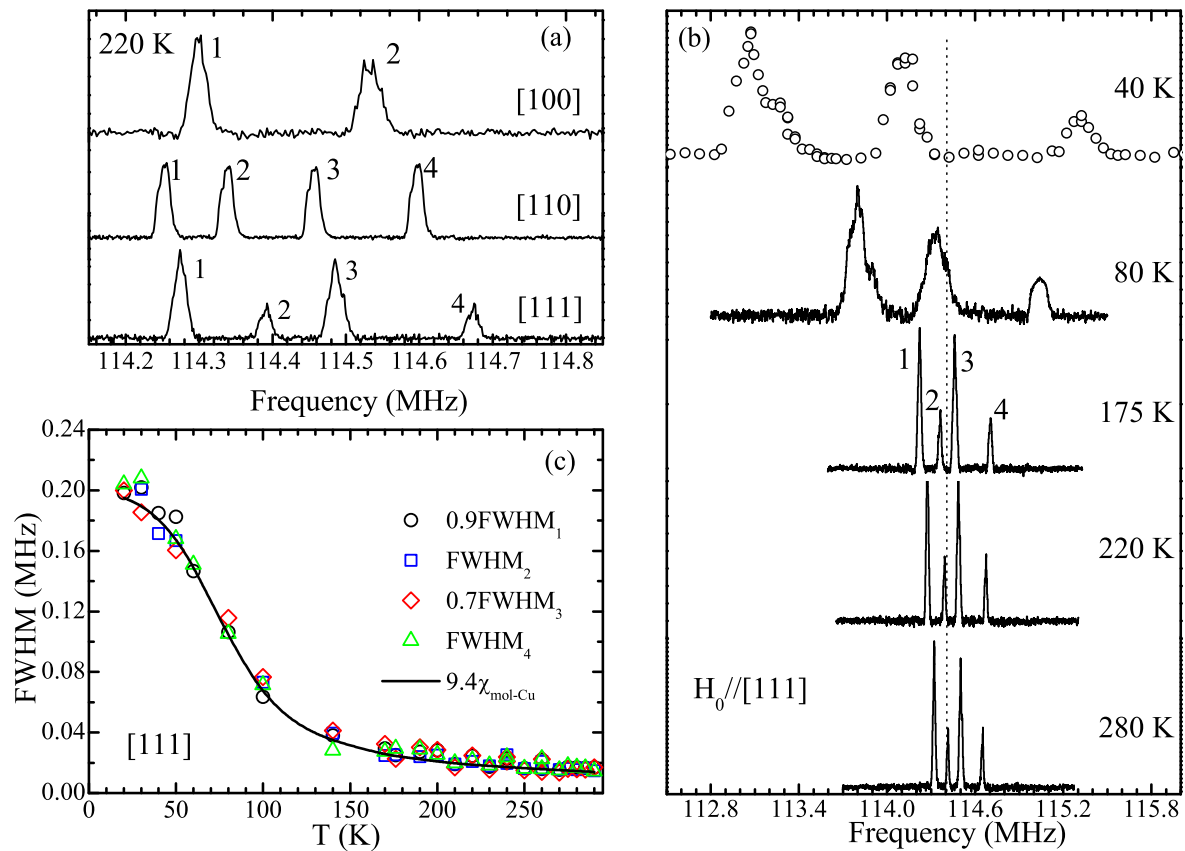 220 K
(a)
1
2
[100]
1
2
3
4
[110]
1
2
3
4
[111]
114.2 114.3 114.4 114.5 114.6 114.7 114.8
Frequency (MHz)
(b)
40 K
80 K
1
2
3
4
175 K
220 K
H0//[111]
280 K
112.8 113.4 114.0 114.6 115.2 115.8
Frequency (MHz)
(c)
0.24
0.20
0.16
0.12
0.08
0.04
0.00
FWHM (MHz)
0.9FWHM1
FWHM2
0.7FWHM3
FWHM4
9.4χmol-Cu
[111]
0 50 100 150 200 250
T (K)